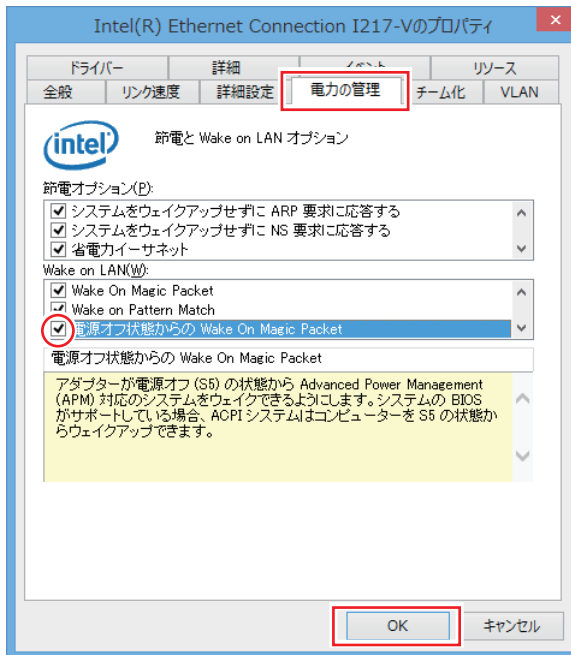 Intel(R) Ethernet Connection I217-Vのプロパティ
ドライバー 詳細 イベント リソース
全般 リンク速度 詳細設定 電力の管理 チーム化 VLAN
intel 節電と Wake on LAN オプション
節電オプション(P):
システムをウェイクアップせずに ARP 要求に応答する
システムをウェイクアップせずに NS 要求に応答する
省電力イーサネット
Wake on LAN(W):
Wake On Magic Packet
Wake on Pattern Match
電源オフ状態からの Wake On Magic Packet
電源オフ状態からの Wake On Magic Packet
アダプターが電源オフ (S5) の状態から Advanced Power Management
(APM) 対応のシステムをウェイクできるようにします。システムの BIOS
がサポートしている場合、ACPI システムはコンピューターを S5 の状態か
らウェイクアップできます。
OK キャンセル